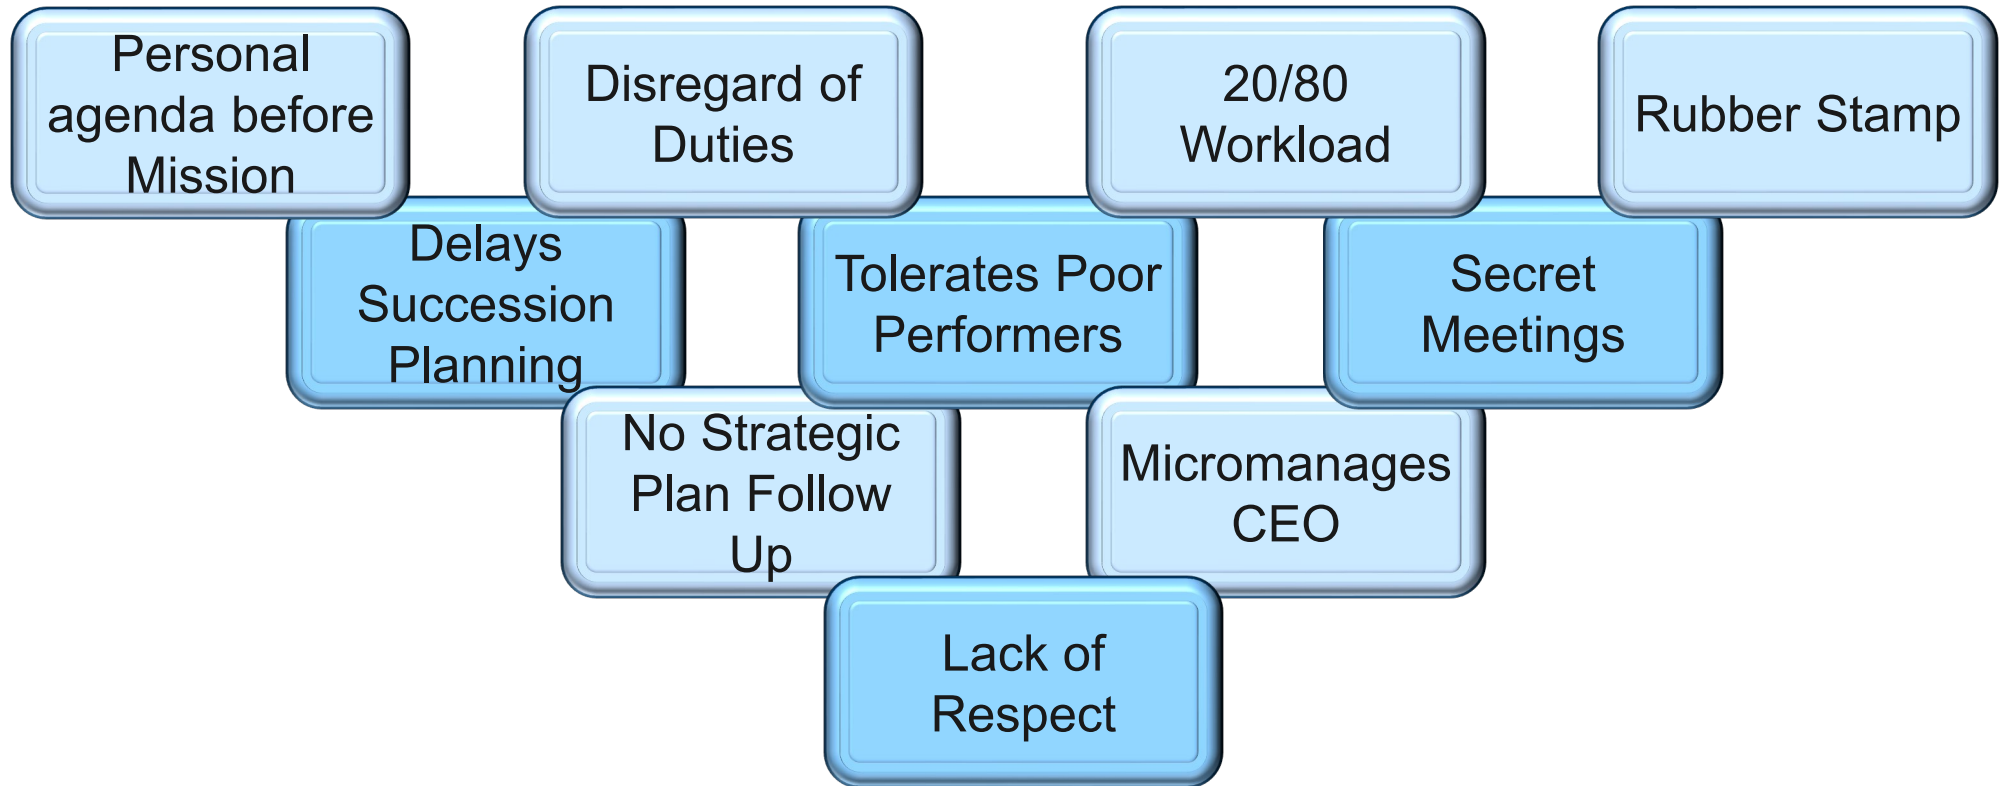 Personal
agenda before
Mission
Disregard of
Duties
20/80
Workload
Rubber Stamp
Delays
Succession
Planning
Tolerates Poor
Performers
Secret
Meetings
No Strategic
Plan Follow
Up
Micromanages
CEO
Lack of
Respect